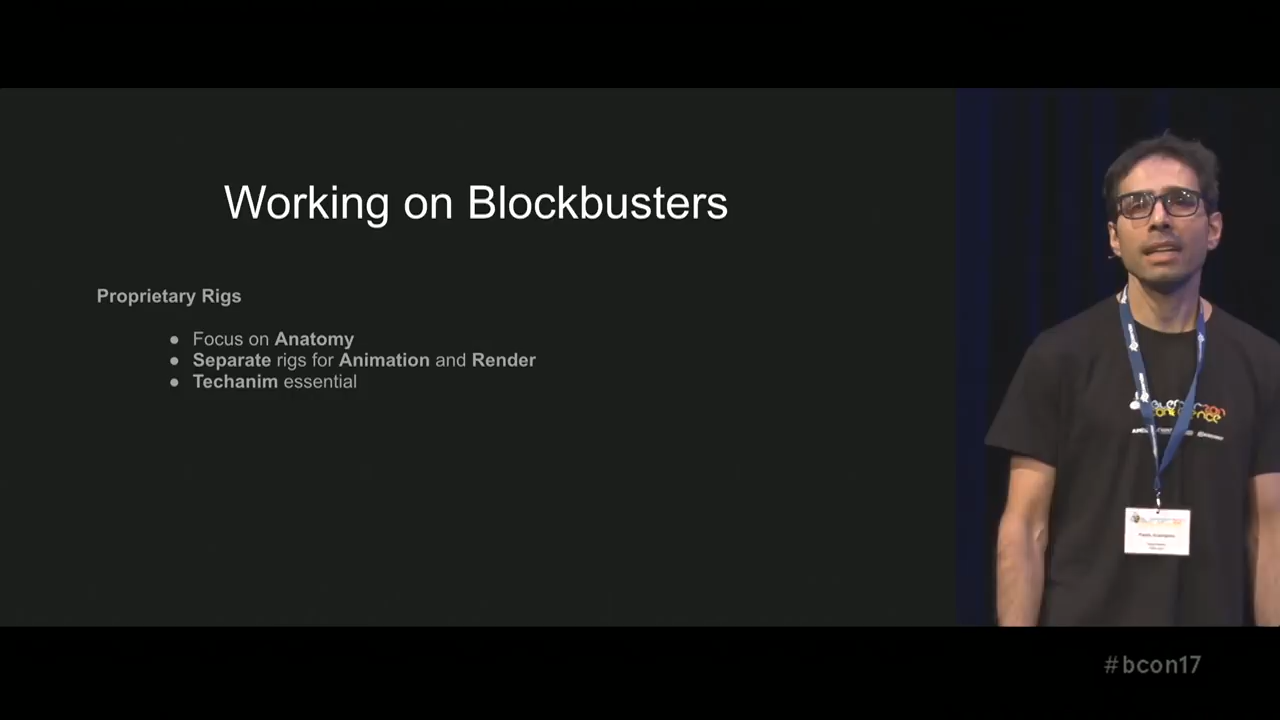 Working on Blockbusters
Proprietary Rigs
● Focus on Anatomy
● Separate rigs for Animation and Render
● Techanim essential
#bcon17